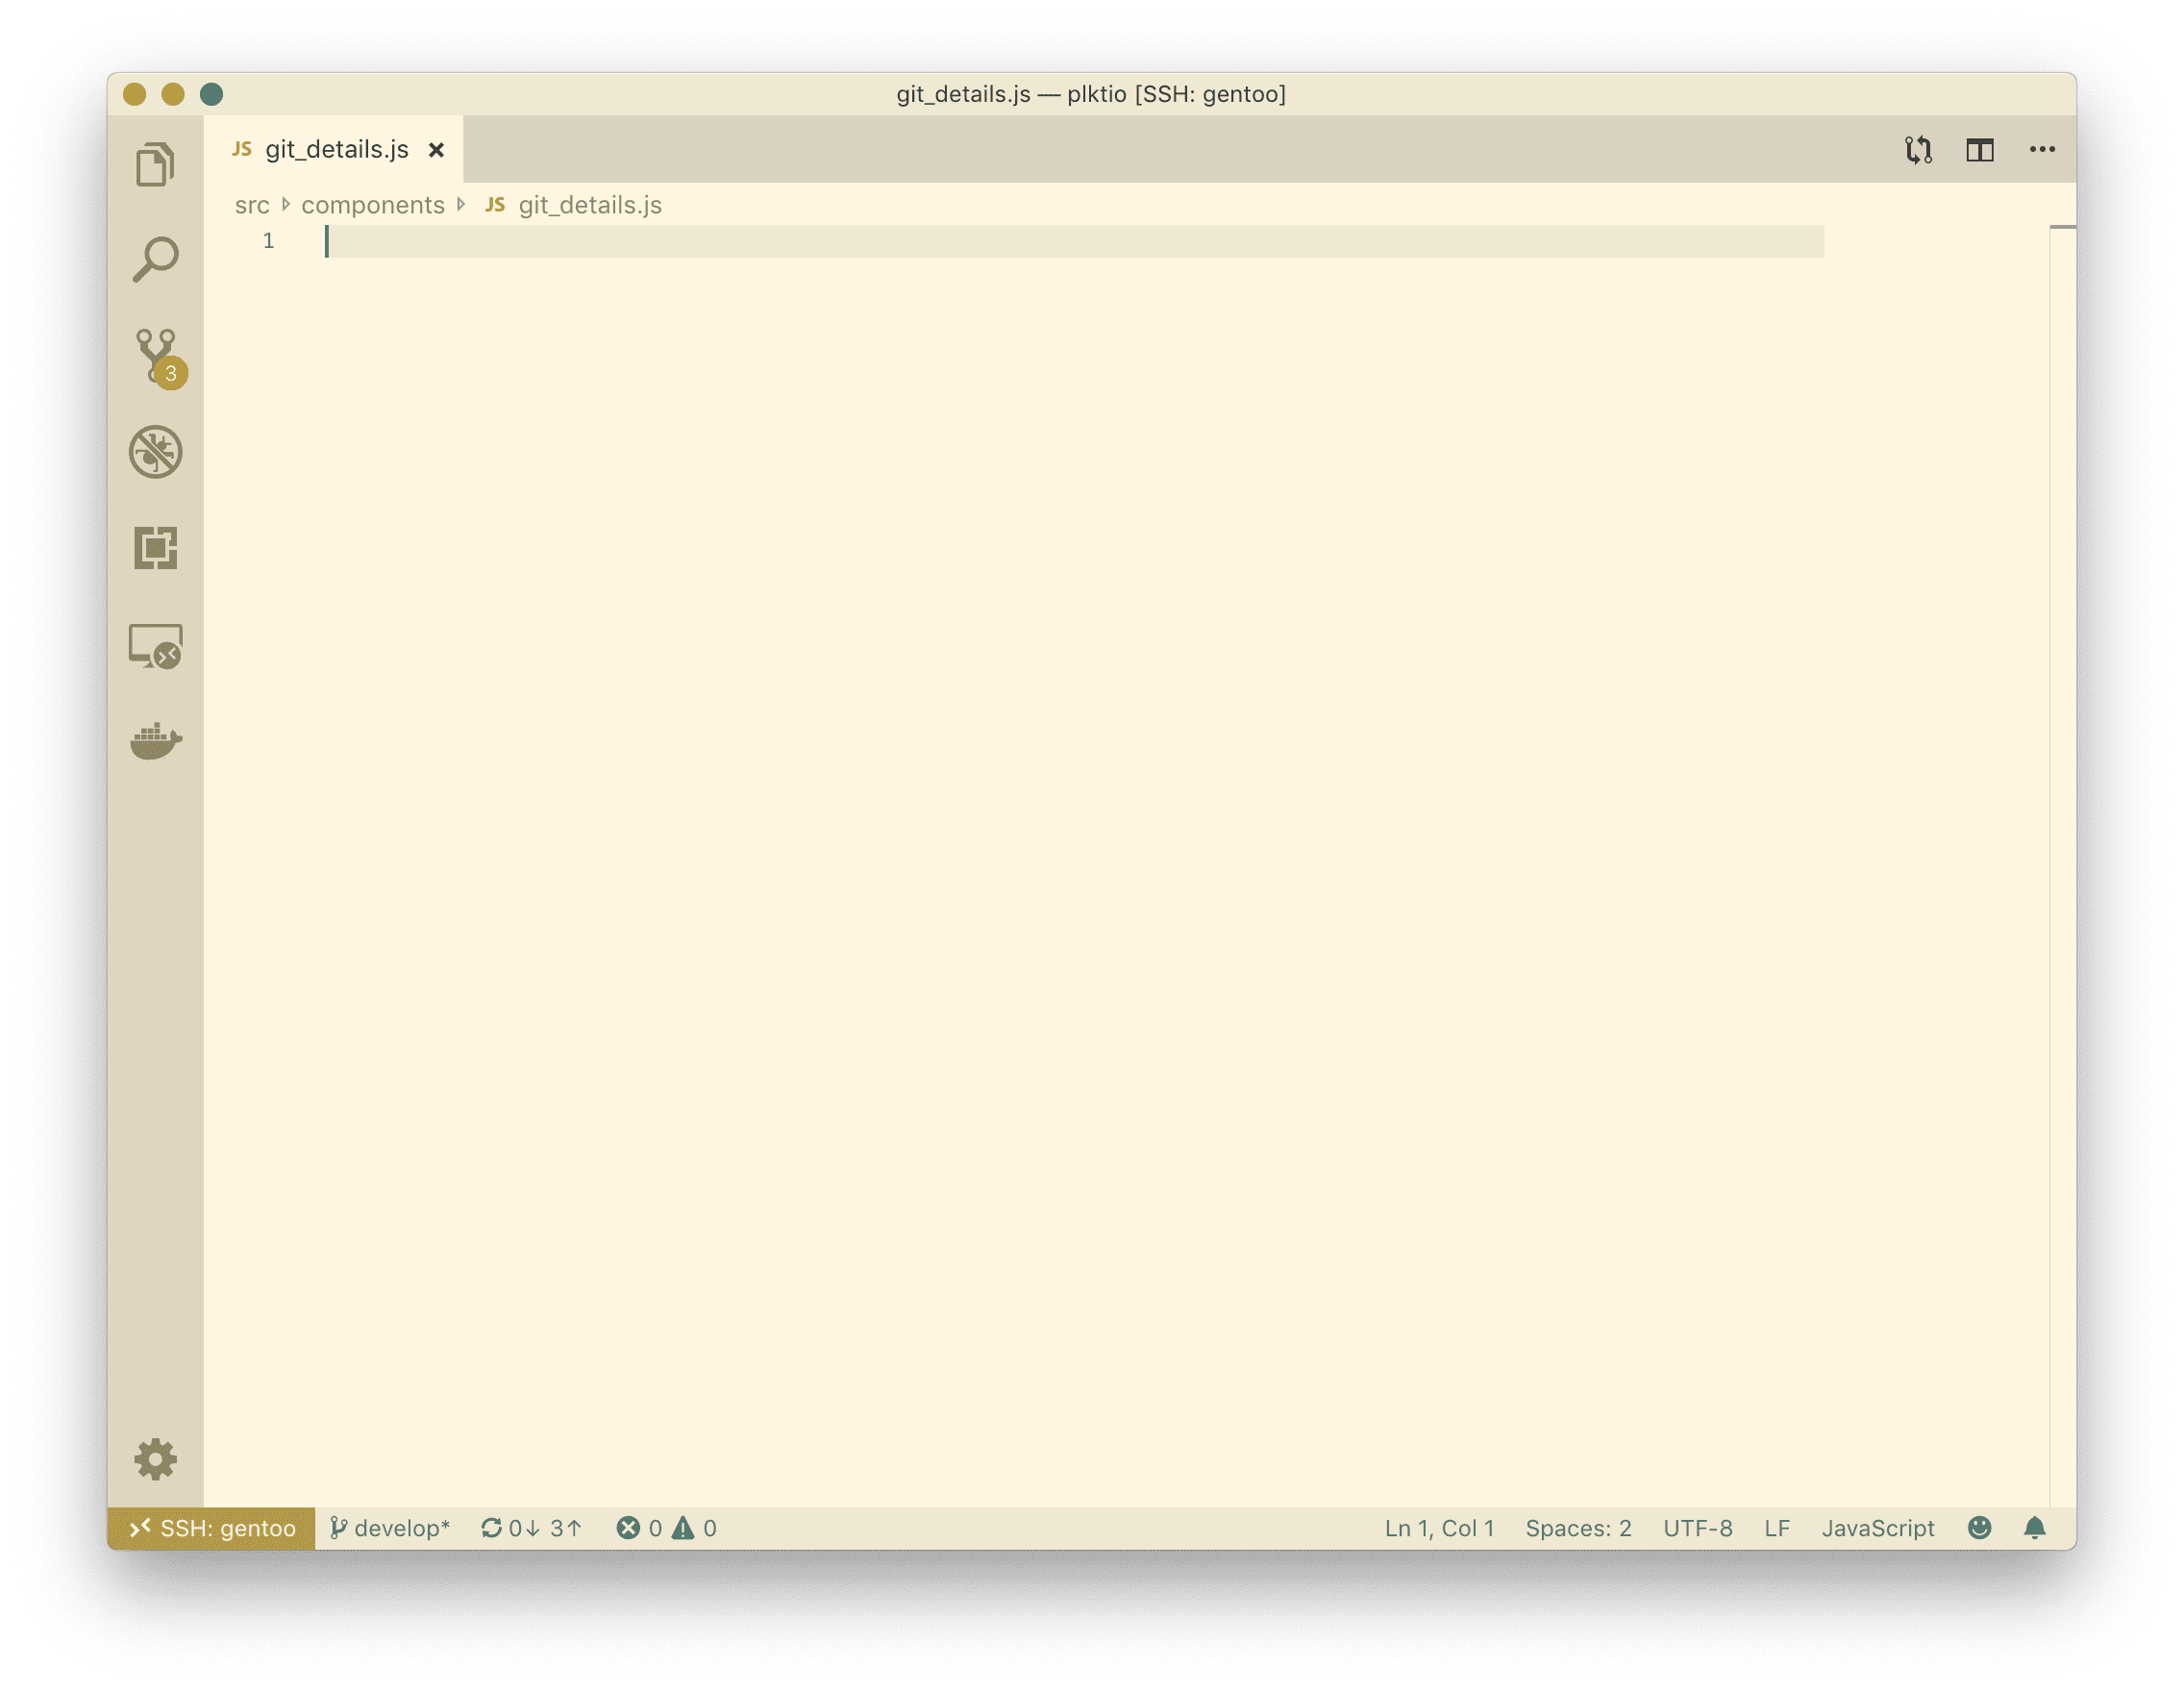 git_details.js — plktio [SSH: gentoo]
JS git_details.js
src components JS git_details.js
1
3
SSH: gentoo develop* 0↓ 3↑ 0 0 Ln 1, Col 1 Spaces: 2 UTF-8 LF JavaScript